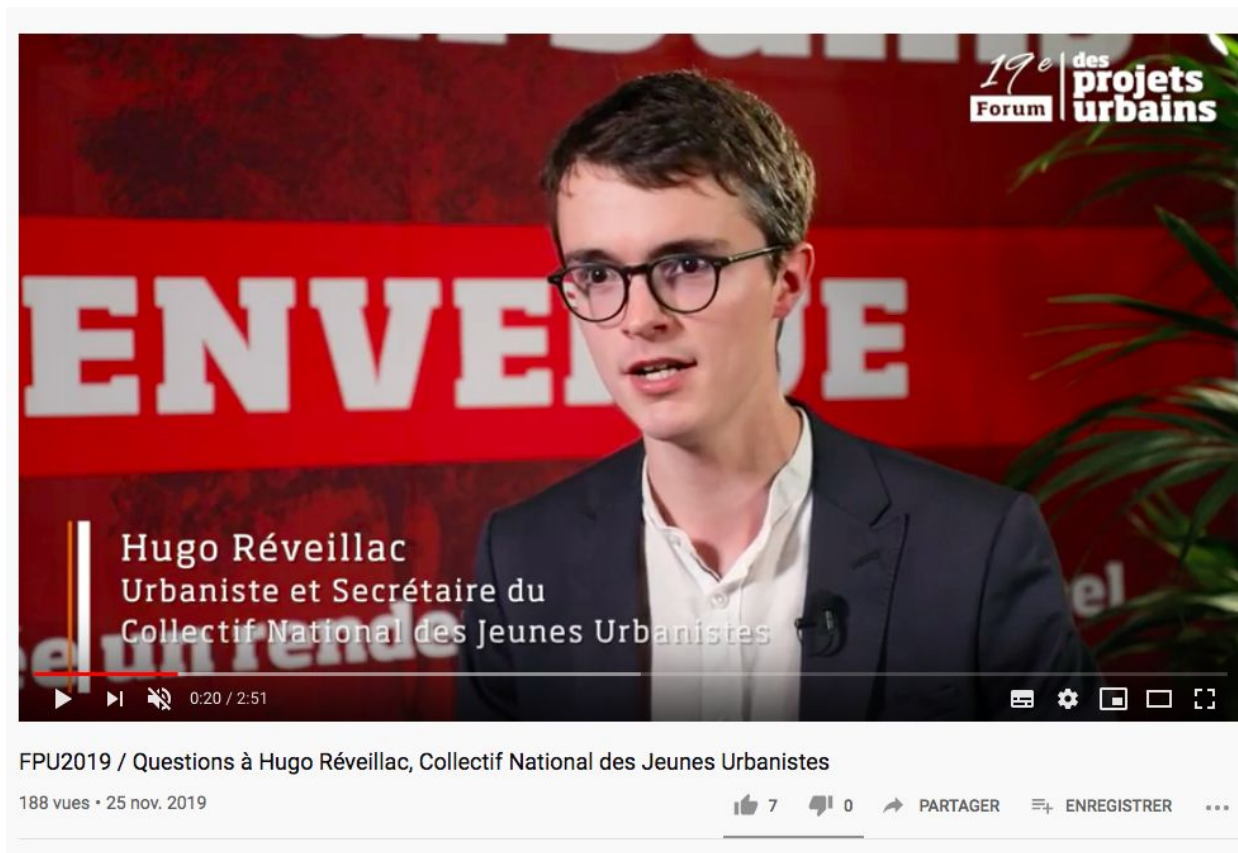 19e
Forum
des
projets
urbains
ENVE
E
Hugo Réveillac
Urbaniste et Secrétaire du
Collectif National des Jeunes Urbanistes
0:20 / 2:51
FPU2019 / Questions à Hugo Réveillac, Collectif National des Jeunes Urbanistes
188 vues • 25 nov. 2019
7
0
PARTAGER
ENREGISTRER